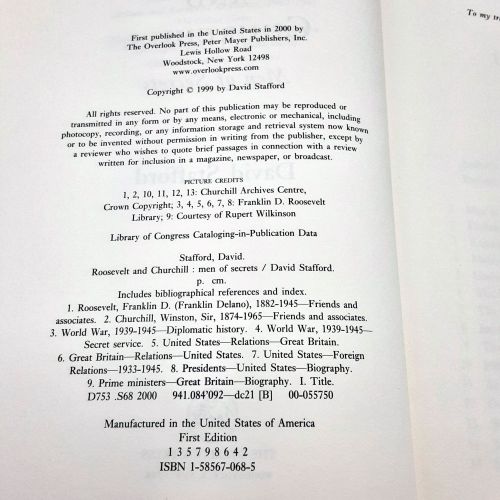 First published in the United States in 2000 by
The Overlook Press, Peter Mayer Publishers, Inc.
Lewis Hollow Road
Woodstock, New York 12498
www.overlookpress.com
Copyright © 1999 by David Stafford
All rights reserved. No part of this publication may be reproduced or
transmitted in any form or by any means, electronic or mechanical, including
photocopy, recording, or any information storage and retrieval system now known
or to be invented without permission in writing from the publisher, except by
a reviewer who wishes to quote brief passages in connection with a review
written for inclusion in a magazine, newspaper, or broadcast.
PICTURE CREDITS
1, 2, 10, 11, 12, 13: Churchill Archives Centre,
Crown Copyright; 3, 4, 5, 6, 7, 8: Franklin D. Roosevelt
Library; 9: Courtesy of Rupert Wilkinson
Library of Congress Cataloging-in-Publication Data
Stafford, David.
Roosevelt and Churchill : men of secrets / David Stafford.
p. cm.
Includes bibliographical references and index.
1. Roosevelt, Franklin D. (Franklin Delano), 1882-1945—Friends and
associates. 2. Churchill, Winston, Sir, 1874-1965—Friends and associates.
3. World War, 1939-1945—Diplomatic history. 4. World War, 1939-1945—
Secret service. 5. United States—Relations—Great Britain.
6. Great Britain—Relations—United States. 7. United States—Foreign
Relations—1933-1945. 8. Presidents—United States—Biography.
9. Prime ministers—Great Britain—Biography. I. Title.
D753 .S68 2000 941.084'092—dc21 [B] 00-055750
Manufactured in the United States of America
First Edition
1 3 5 7 9 8 6 4 2
ISBN 1-58567-068-5
To my